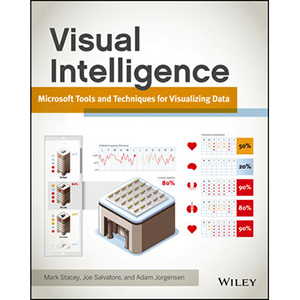 Visual
Intelligence
Microsoft Tools and Techniques for Visualizing Data
50%
20%
80%
90%
80%
90%
Mark Stacey, Joe Salvatore, and Adam Jorgensen
WILEY